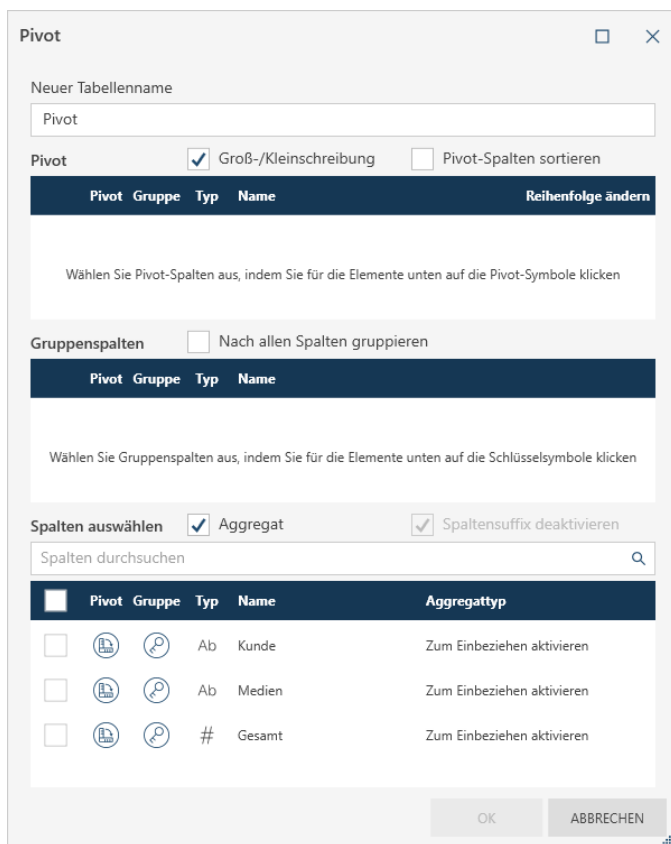 Pivot
Neuer Tabellenname
Pivot
Pivot Groß-/Kleinschreibung Pivot-Spalten sortieren
Pivot Gruppe Typ Name Reihenfolge ändern
Wählen Sie Pivot-Spalten aus, indem Sie für die Elemente unten auf die Pivot-Symbole klicken
Gruppenspalten Nach allen Spalten gruppieren
Pivot Gruppe Typ Name
Wählen Sie Gruppenspalten aus, indem Sie für die Elemente unten auf die Schlüsselsymbole klicken
Spalten auswählen Aggregat Spaltensuffix deaktivieren
Spalten durchsuchen
Pivot Gruppe Typ Name Aggregattyp
Ab Kunde Zum Einbeziehen aktivieren
Ab Medien Zum Einbeziehen aktivieren
# Gesamt Zum Einbeziehen aktivieren
OK ABBRECHEN